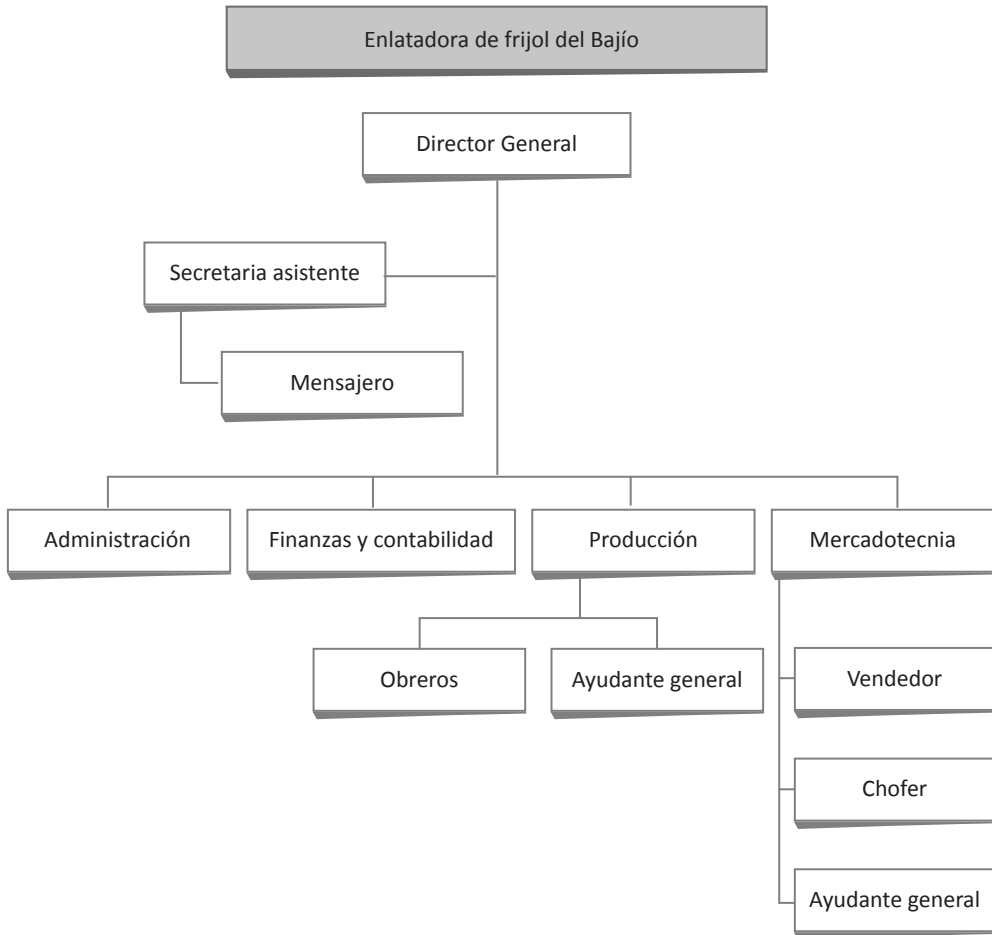 Enlatadora de frijol del Bajío
Director General
Secretaria asistente
Mensajero
Administración
Finanzas y contabilidad
Producción
Mercadotecnia
Obreros
Ayudante general
Vendedor
Chofer
Ayudante general